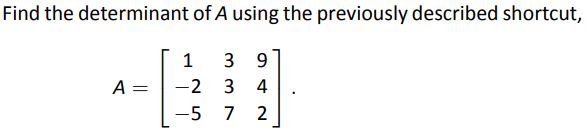 Find the determinant of A using the previously described shortcut,
1 3 9
A = −2 3 4 .
−5 7 2